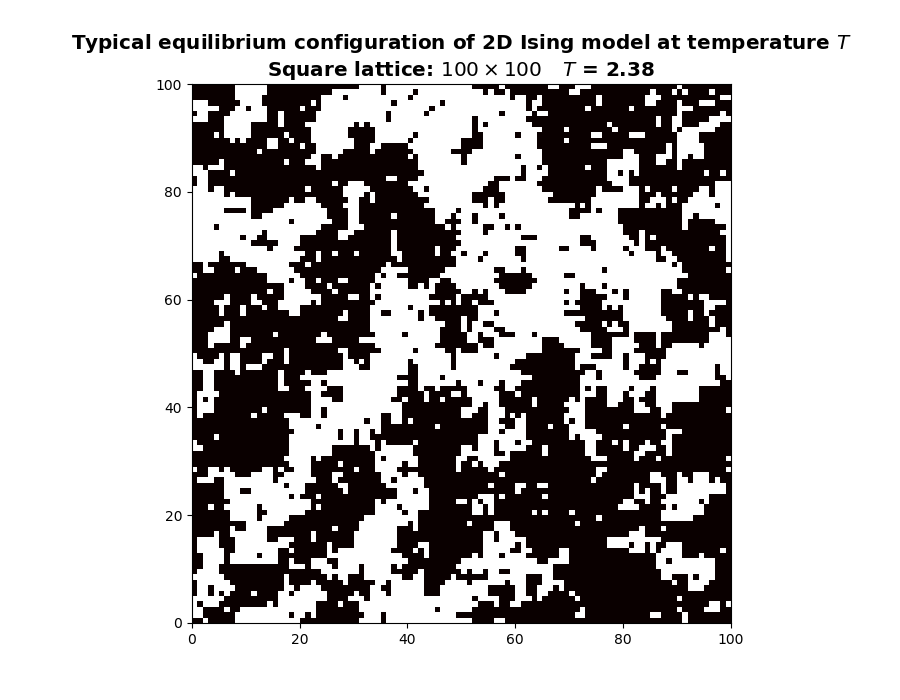 Typical equilibrium configuration of 2D Ising model at temperature T
Square lattice: 100 × 100 T = 2.38
100
80
60
40
20
0
0 20 40 60 80 100